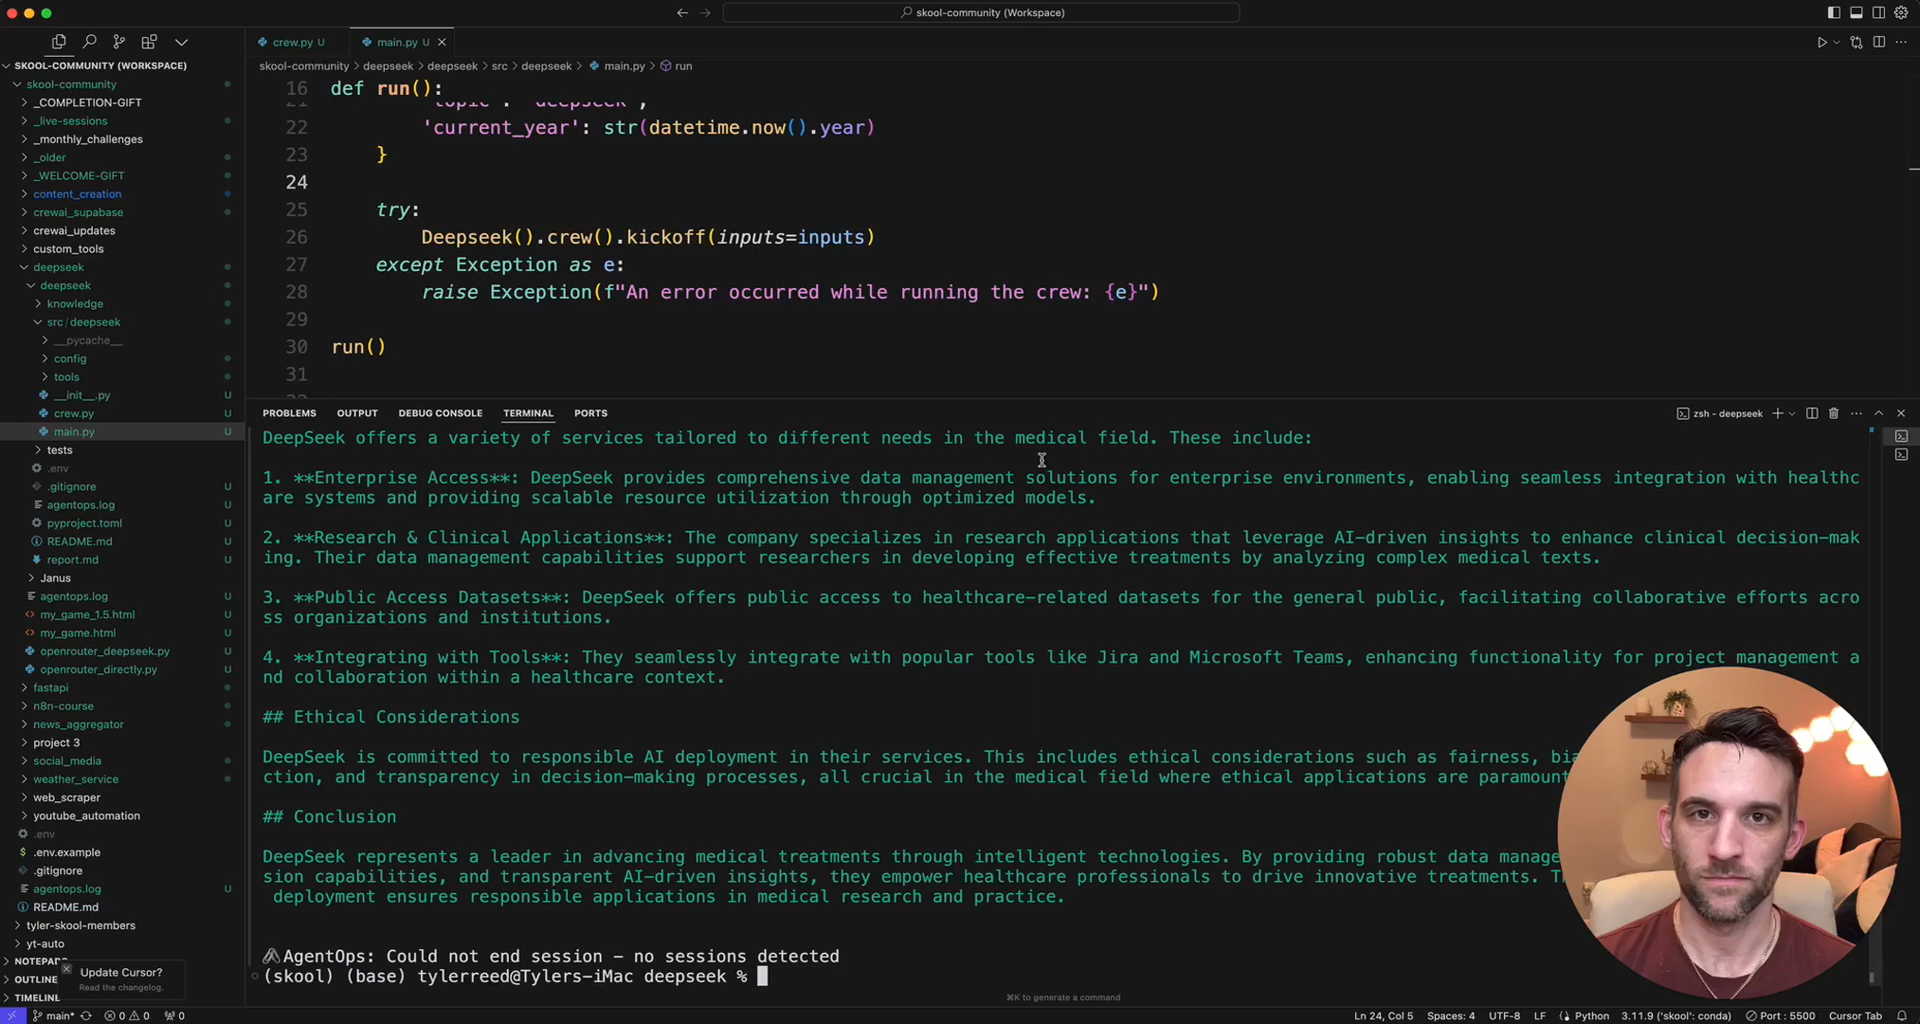 skool-community (Workspace)
crew.py U
main.py U
SKOOL-COMMUNITY (WORKSPACE)
skool-community
_COMPLETION-GIFT
_live-sessions
_monthly_challenges
_older
_WELCOME-GIFT
content_creation
crewai_supabase
crewai_updates
custom_tools
deepseek
deepseek
knowledge
src/deepseek
__pycache__
config
tools
__init__.py U
crew.py U
main.py U
tests
.env
.gitignore U
agentops.log U
pyproject.toml U
README.md U
report.md U
Janus
agentops.log U
my_game_1.5.html U
my_game.html U
openrouter_deepseek.py U
openrouter_directly.py U
fastapi
n8n-course
news_aggregator
project 3
social_media
weather_service
web_scraper
youtube_automation
.env
.env.example
.gitignore
agentops.log U
README.md
tyler-skool-members
yt-auto
NOTEPADS
OUTLINE
TIMELINE
Update Cursor?
Read the changelog.
skool-community > deepseek > deepseek > src > deepseek > main.py > run
16 def run():
21 'topic': 'deepseek',
22 'current_year': str(datetime.now().year)
23 }
24
25 try:
26 Deepseek().crew().kickoff(inputs=inputs)
27 except Exception as e:
28 raise Exception(f"An error occurred while running the crew: {e}")
29
30 run()
31
PROBLEMS OUTPUT DEBUG CONSOLE TERMINAL PORTS
zsh - deepseek
DeepSeek offers a variety of services tailored to different needs in the medical field. These include:
1. **Enterprise Access**: DeepSeek provides comprehensive data management solutions for enterprise environments, enabling seamless integration with healthc
are systems and providing scalable resource utilization through optimized models.
2. **Research & Clinical Applications**: The company specializes in research applications that leverage AI-driven insights to enhance clinical decision-mak
ing. Their data management capabilities support researchers in developing effective treatments by analyzing complex medical texts.
3. **Public Access Datasets**: DeepSeek offers public access to healthcare-related datasets for the general public, facilitating collaborative efforts acro
ss organizations and institutions.
4. **Integrating with Tools**: They seamlessly integrate with popular tools like Jira and Microsoft Teams, enhancing functionality for project management a
nd collaboration within a healthcare context.
## Ethical Considerations
DeepSeek is committed to responsible AI deployment in their services. This includes ethical considerations such as fairness,
ction, and transparency in decision-making processes, all crucial in the medical field where ethical applications are paramount
## Conclusion
DeepSeek represents a leader in advancing medical treatments through intelligent technologies. By providing robust data
sion capabilities, and transparent AI-driven insights, they empower healthcare professionals to drive innovative treatments.
deployment ensures responsible applications in medical research and practice.
AgentOps: Could not end session – no sessions detected
(skool) (base) tylerreed@Tylers-iMac deepseek %
⌘K to generate a command
main* 0 0 0
Ln 24, Col 5 Spaces: 4 UTF-8 LF Python 3.11.9 ('skool': conda) Port : 5500 Cursor Tab